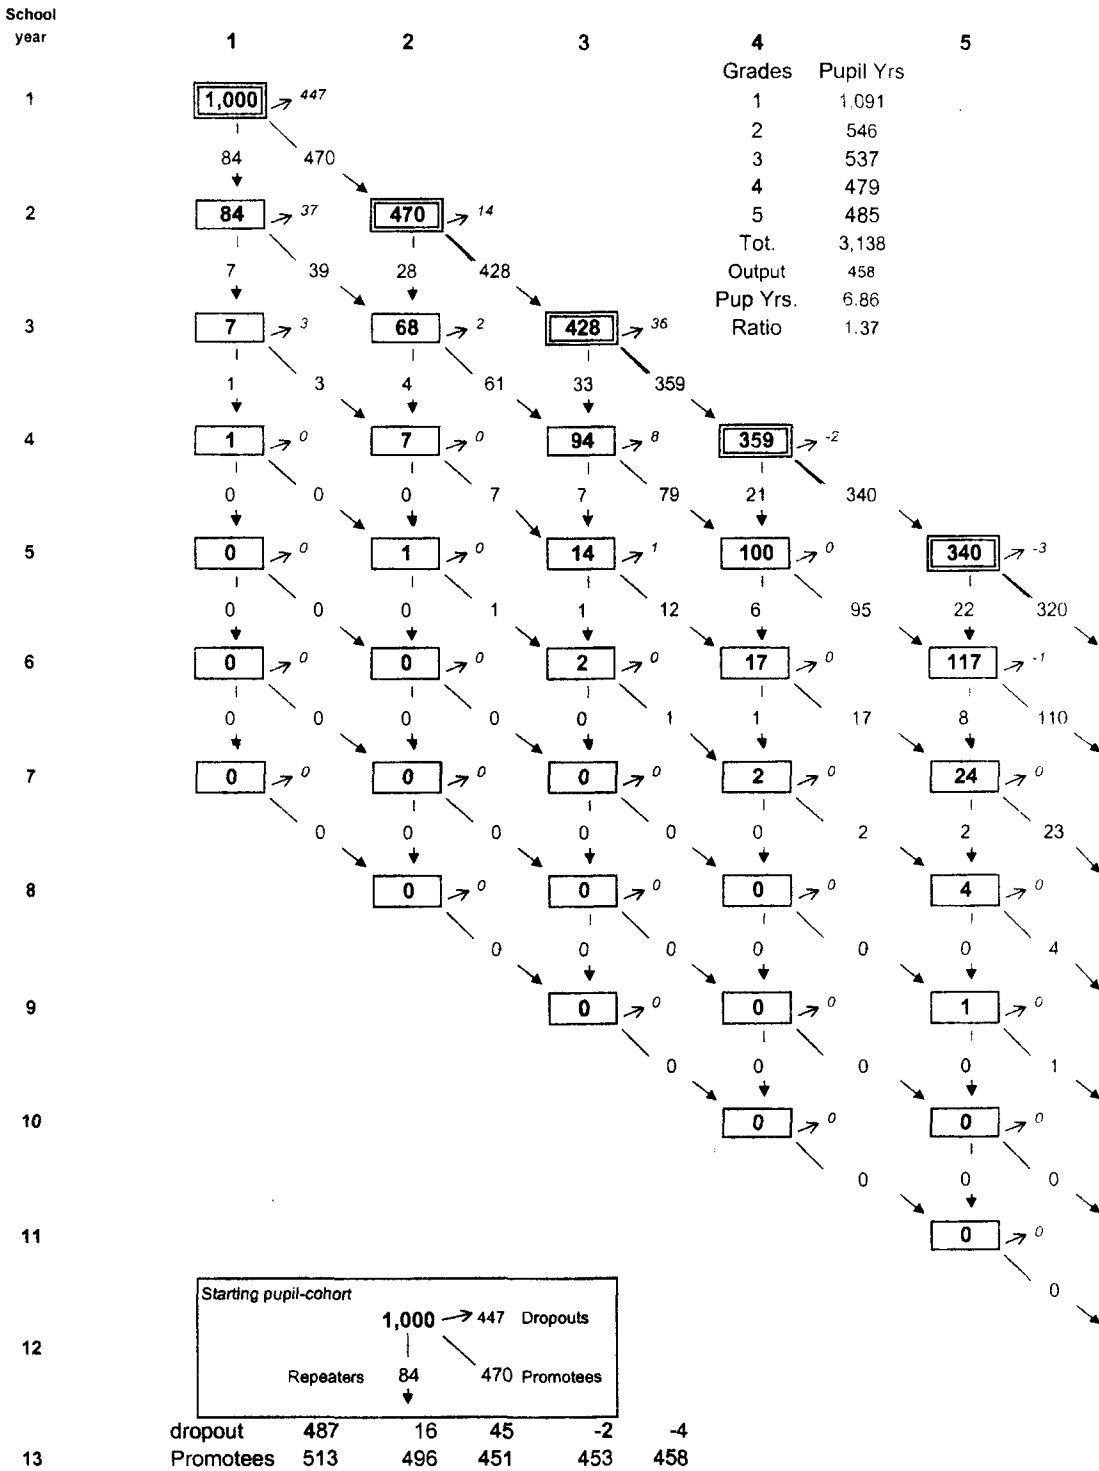 School
year 1 2 3 4 5
Grades Pupil Yrs
1 1,000 447 1 1,091
2 546
84 470 3 537
4 479
2 84 37 470 14 5 485
Tot. 3,138
7 39 28 428 Output 458
Pup Yrs. 6.86
3 7 3 68 2 428 36 Ratio 1.37
1 3 4 61 33 359
4 1 0 7 0 94 8 359 -2
0 0 0 7 7 79 21 340
5 0 0 1 0 14 1 100 0 340 -3
0 0 0 1 1 12 6 95 22 320
6 0 0 0 0 2 0 17 0 117 -1
0 0 0 0 0 1 1 17 8 110
7 0 0 0 0 0 0 2 0 24 0
0 0 0 0 0 0 2 2 23
8 0 0 0 0 0 0 4 0
0 0 0 0 0 0 4
9 0 0 0 0 1 0
0 0 0 0 1
10 0 0 0 0
0 0 0
11 0 0
0
Starting pupil-cohort
1,000 447 Dropouts
12
Repeaters 84 470 Promotees
dropout 487 16 45 -2 -4
13 Promotees 513 496 451 453 458